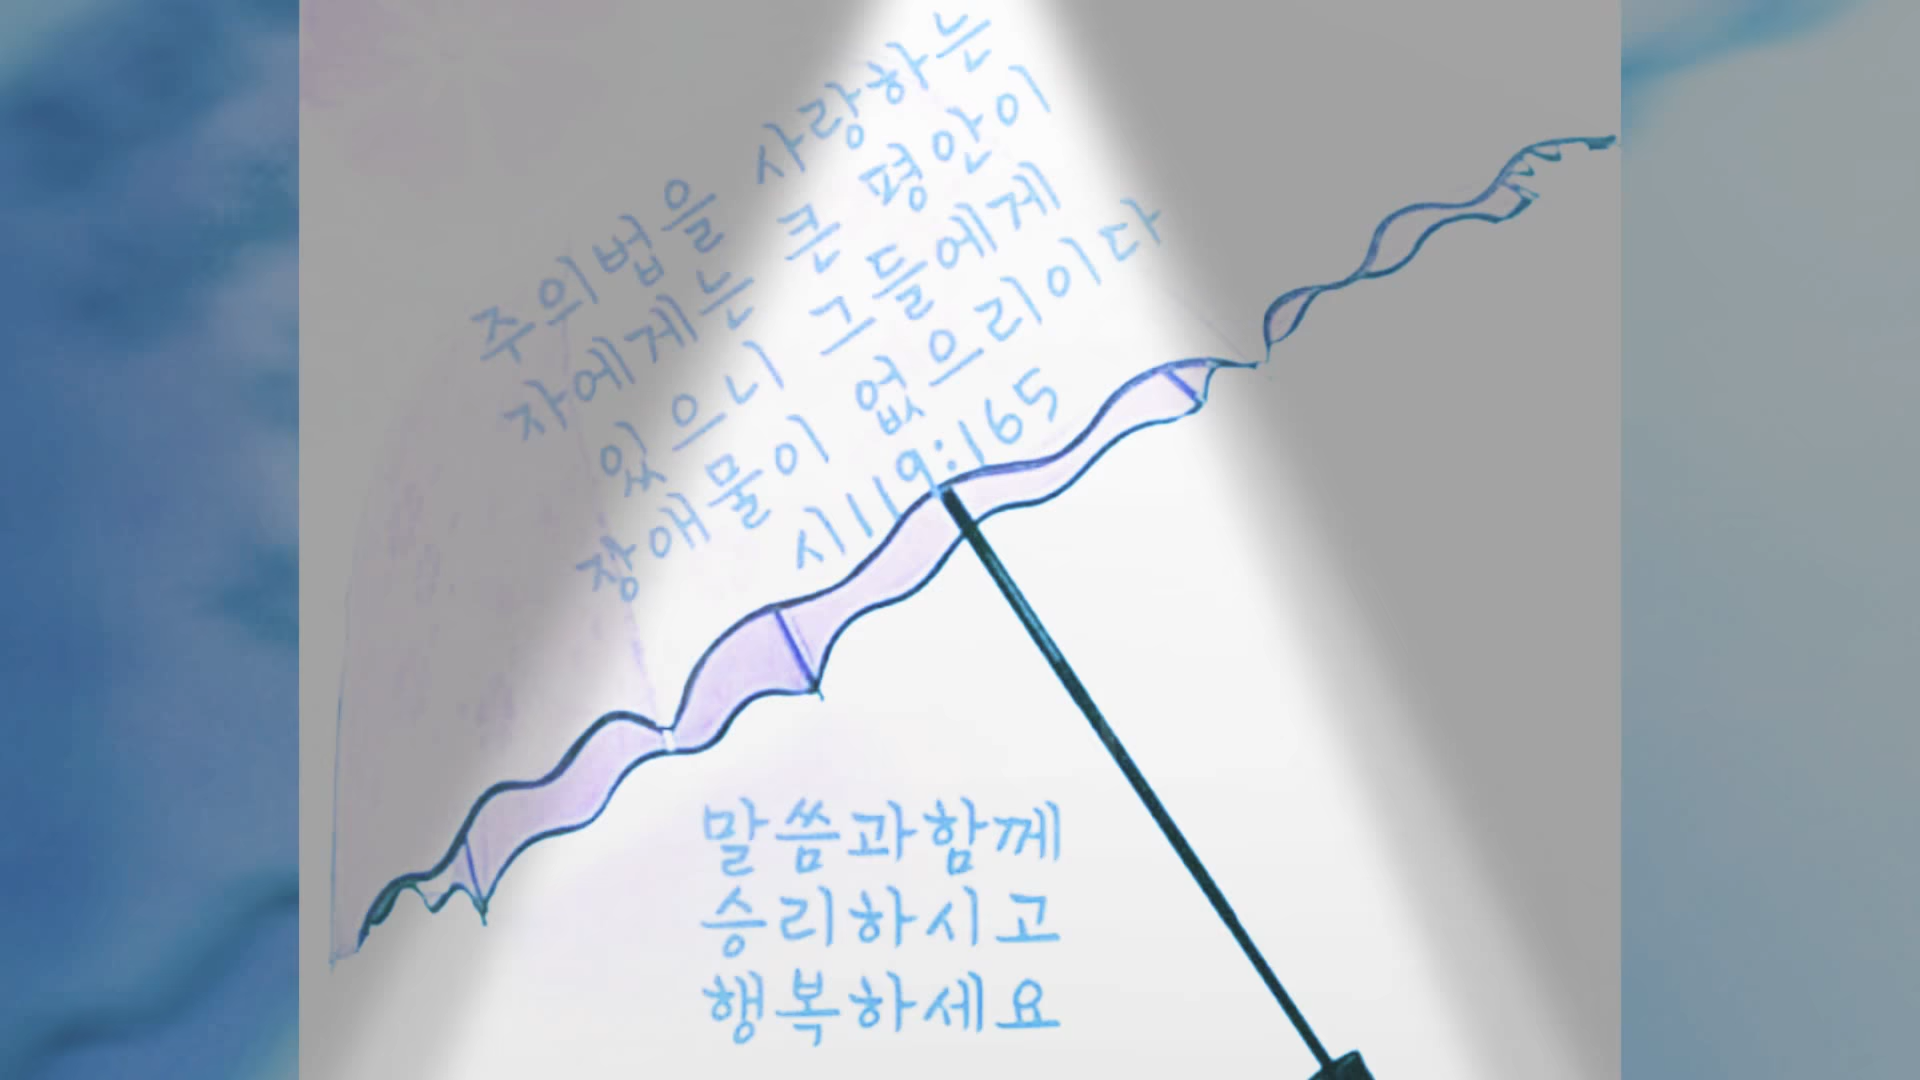 주의법을 사랑하는
자에게는 큰 평안이
있으니 그들에게
장애물이 없으리이다
시119:165
말씀과함께
승리하시고
행복하세요